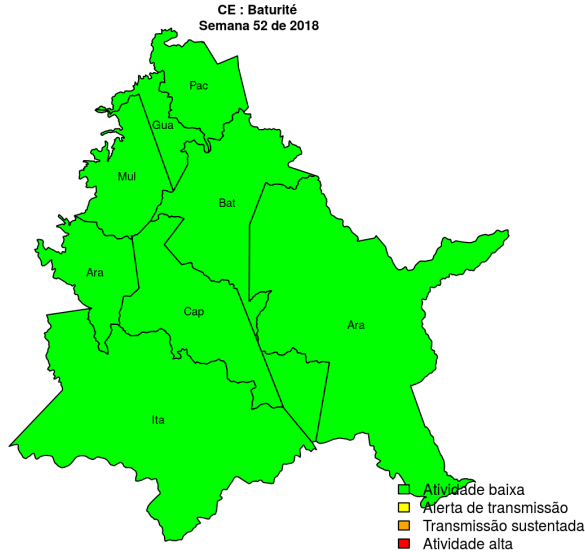 CE : Baturité
Semana 52 de 2018
Pac
Gua
Mul
Bat
Ara
Cap
Ara
Ita
Atividade baixa
Alerta de transmissão
Transmissão sustentada
Atividade alta